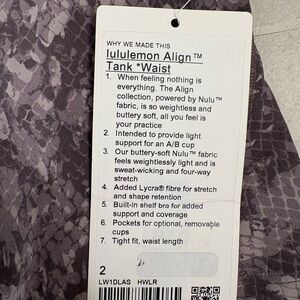 WHY WE MADE THIS
lululemon Align™
Tank *Waist
1. When feeling nothing is
everything. The Align
collection, powered by Nulu™
fabric, is so weightless and
buttery soft, all you feel is
your practice
2. Intended to provide light
support for an A/B cup
3. Our buttery-soft Nulu™ fabric
feels weightlessly light and is
sweat-wicking and four-way
stretch
4. Added Lycra® fibre for stretch
and shape retention
5. Built-in shelf bra for added
support and coverage
6. Pockets for optional, removable
cups
7. Tight fit, waist length
2
LW1DLAS HWLR